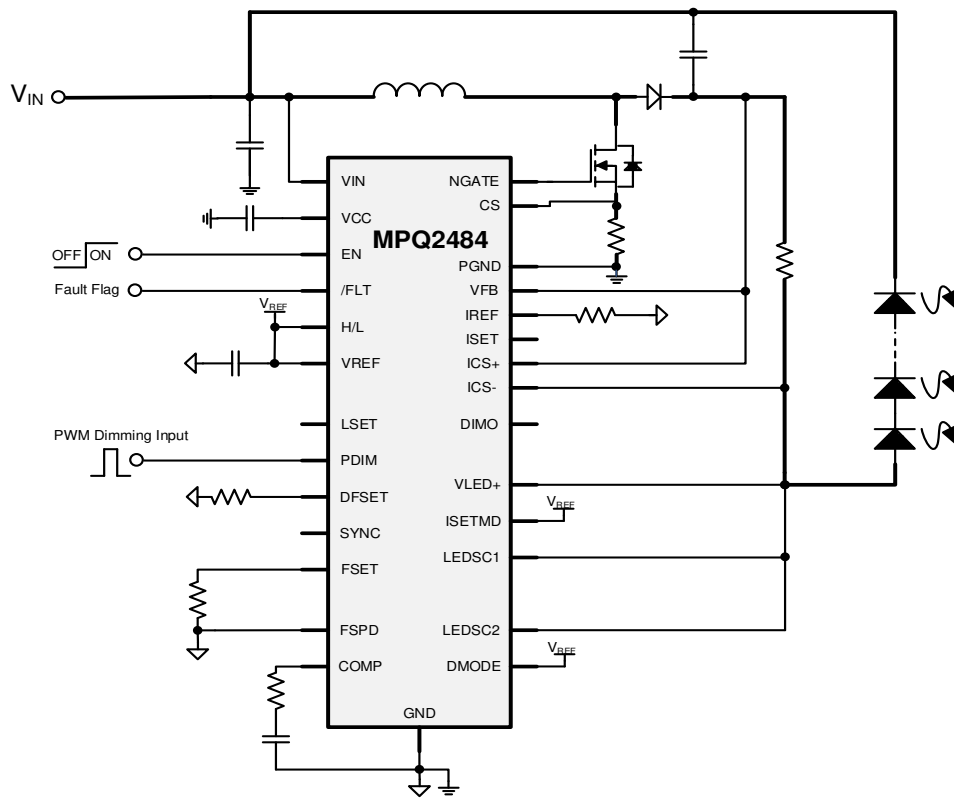 VIN
VIN
VCC
EN
/FLT
H/L
VREF
LSET
PDIM
DFSET
SYNC
FSET
FSPD
COMP
GND
MPQ2484
NGATE
CS
PGND
VFB
IREF
ISET
ICS+
ICS-
DIMO
VLED+
ISETMD
LEDSC1
LEDSC2
DMODE
OFF ON
Fault Flag
VREF
PWM Dimming Input
VREF
VREF